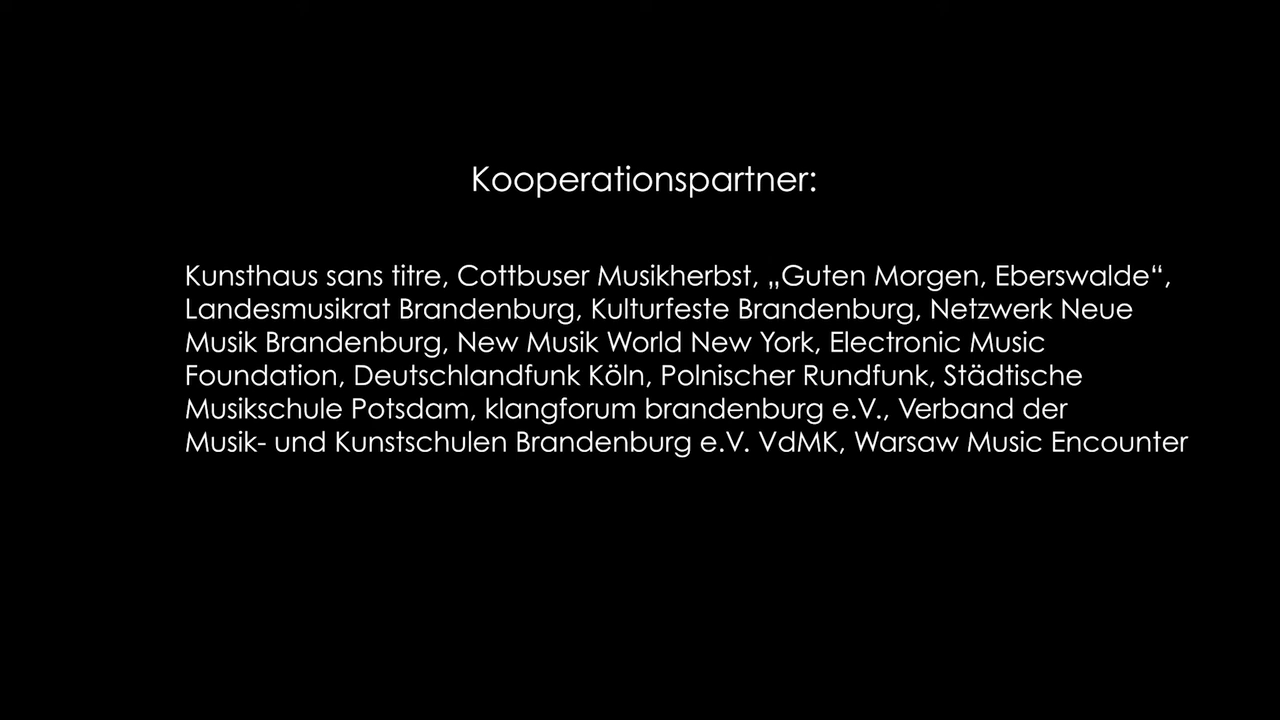 Kooperationspartner:
Kunsthaus sans titre, Cottbuser Musikherbst, „Guten Morgen, Eberswalde“,
Landesmusikrat Brandenburg, Kulturfeste Brandenburg, Netzwerk Neue
Musik Brandenburg, New Musik World New York, Electronic Music
Foundation, Deutschlandfunk Köln, Polnischer Rundfunk, Städtische
Musikschule Potsdam, klangforum brandenburg e.V., Verband der
Musik- und Kunstschulen Brandenburg e.V. VdMK, Warsaw Music Encounter